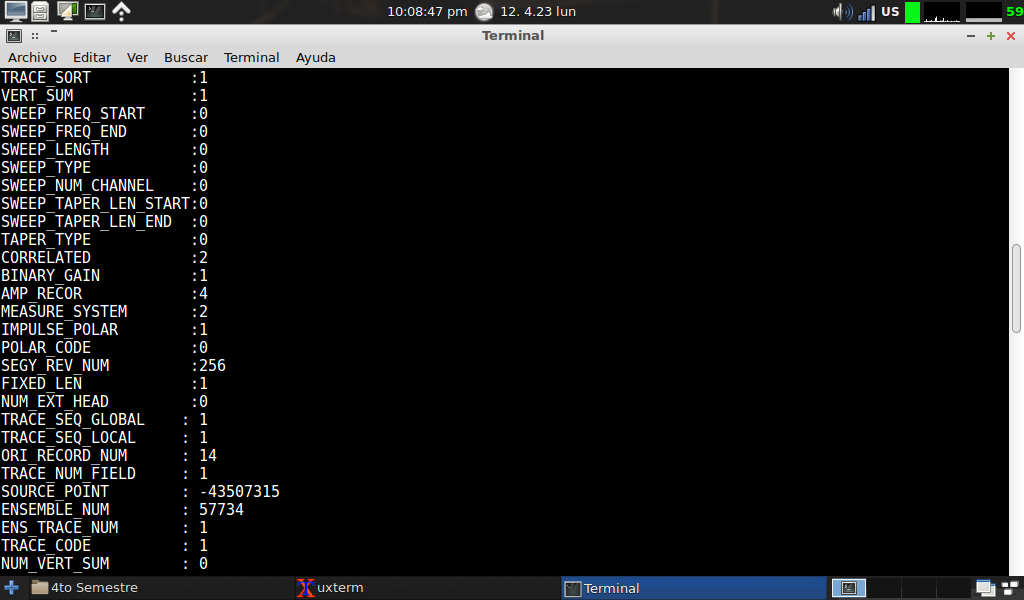 10:08:47 pm 12. 4.23 lun US 59
Terminal
Archivo Editar Ver Buscar Terminal Ayuda
TRACE_SORT :1
VERT_SUM :1
SWEEP_FREQ_START :0
SWEEP_FREQ_END :0
SWEEP_LENGTH :0
SWEEP_TYPE :0
SWEEP_NUM_CHANNEL :0
SWEEP_TAPER_LEN_START:0
SWEEP_TAPER_LEN_END :0
TAPER_TYPE :0
CORRELATED :2
BINARY_GAIN :1
AMP_RECOR :4
MEASURE_SYSTEM :2
IMPULSE_POLAR :1
POLAR_CODE :0
SEGY_REV_NUM :256
FIXED_LEN :1
NUM_EXT_HEAD :0
TRACE_SEQ_GLOBAL : 1
TRACE_SEQ_LOCAL : 1
ORI_RECORD_NUM : 14
TRACE_NUM_FIELD : 1
SOURCE_POINT : -43507315
ENSEMBLE_NUM : 57734
ENS_TRACE_NUM : 1
TRACE_CODE : 1
NUM_VERT_SUM : 0
4to Semestre uxterm Terminal